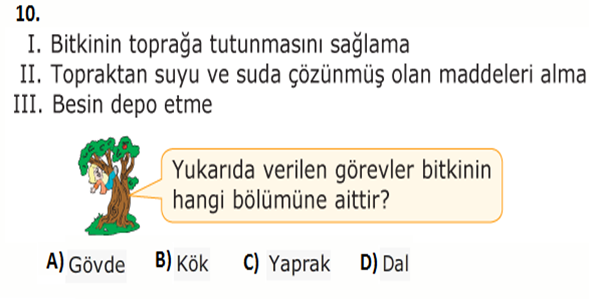 10.
I. Bitkinin toprağa tutunmasını sağlama
II. Topraktan suyu ve suda çözünmüş olan maddeleri alma
III. Besin depo etme
Yukarıda verilen görevler bitkinin
hangi bölümüne aittir?
A) Gövde B) Kök C) Yaprak D) Dal